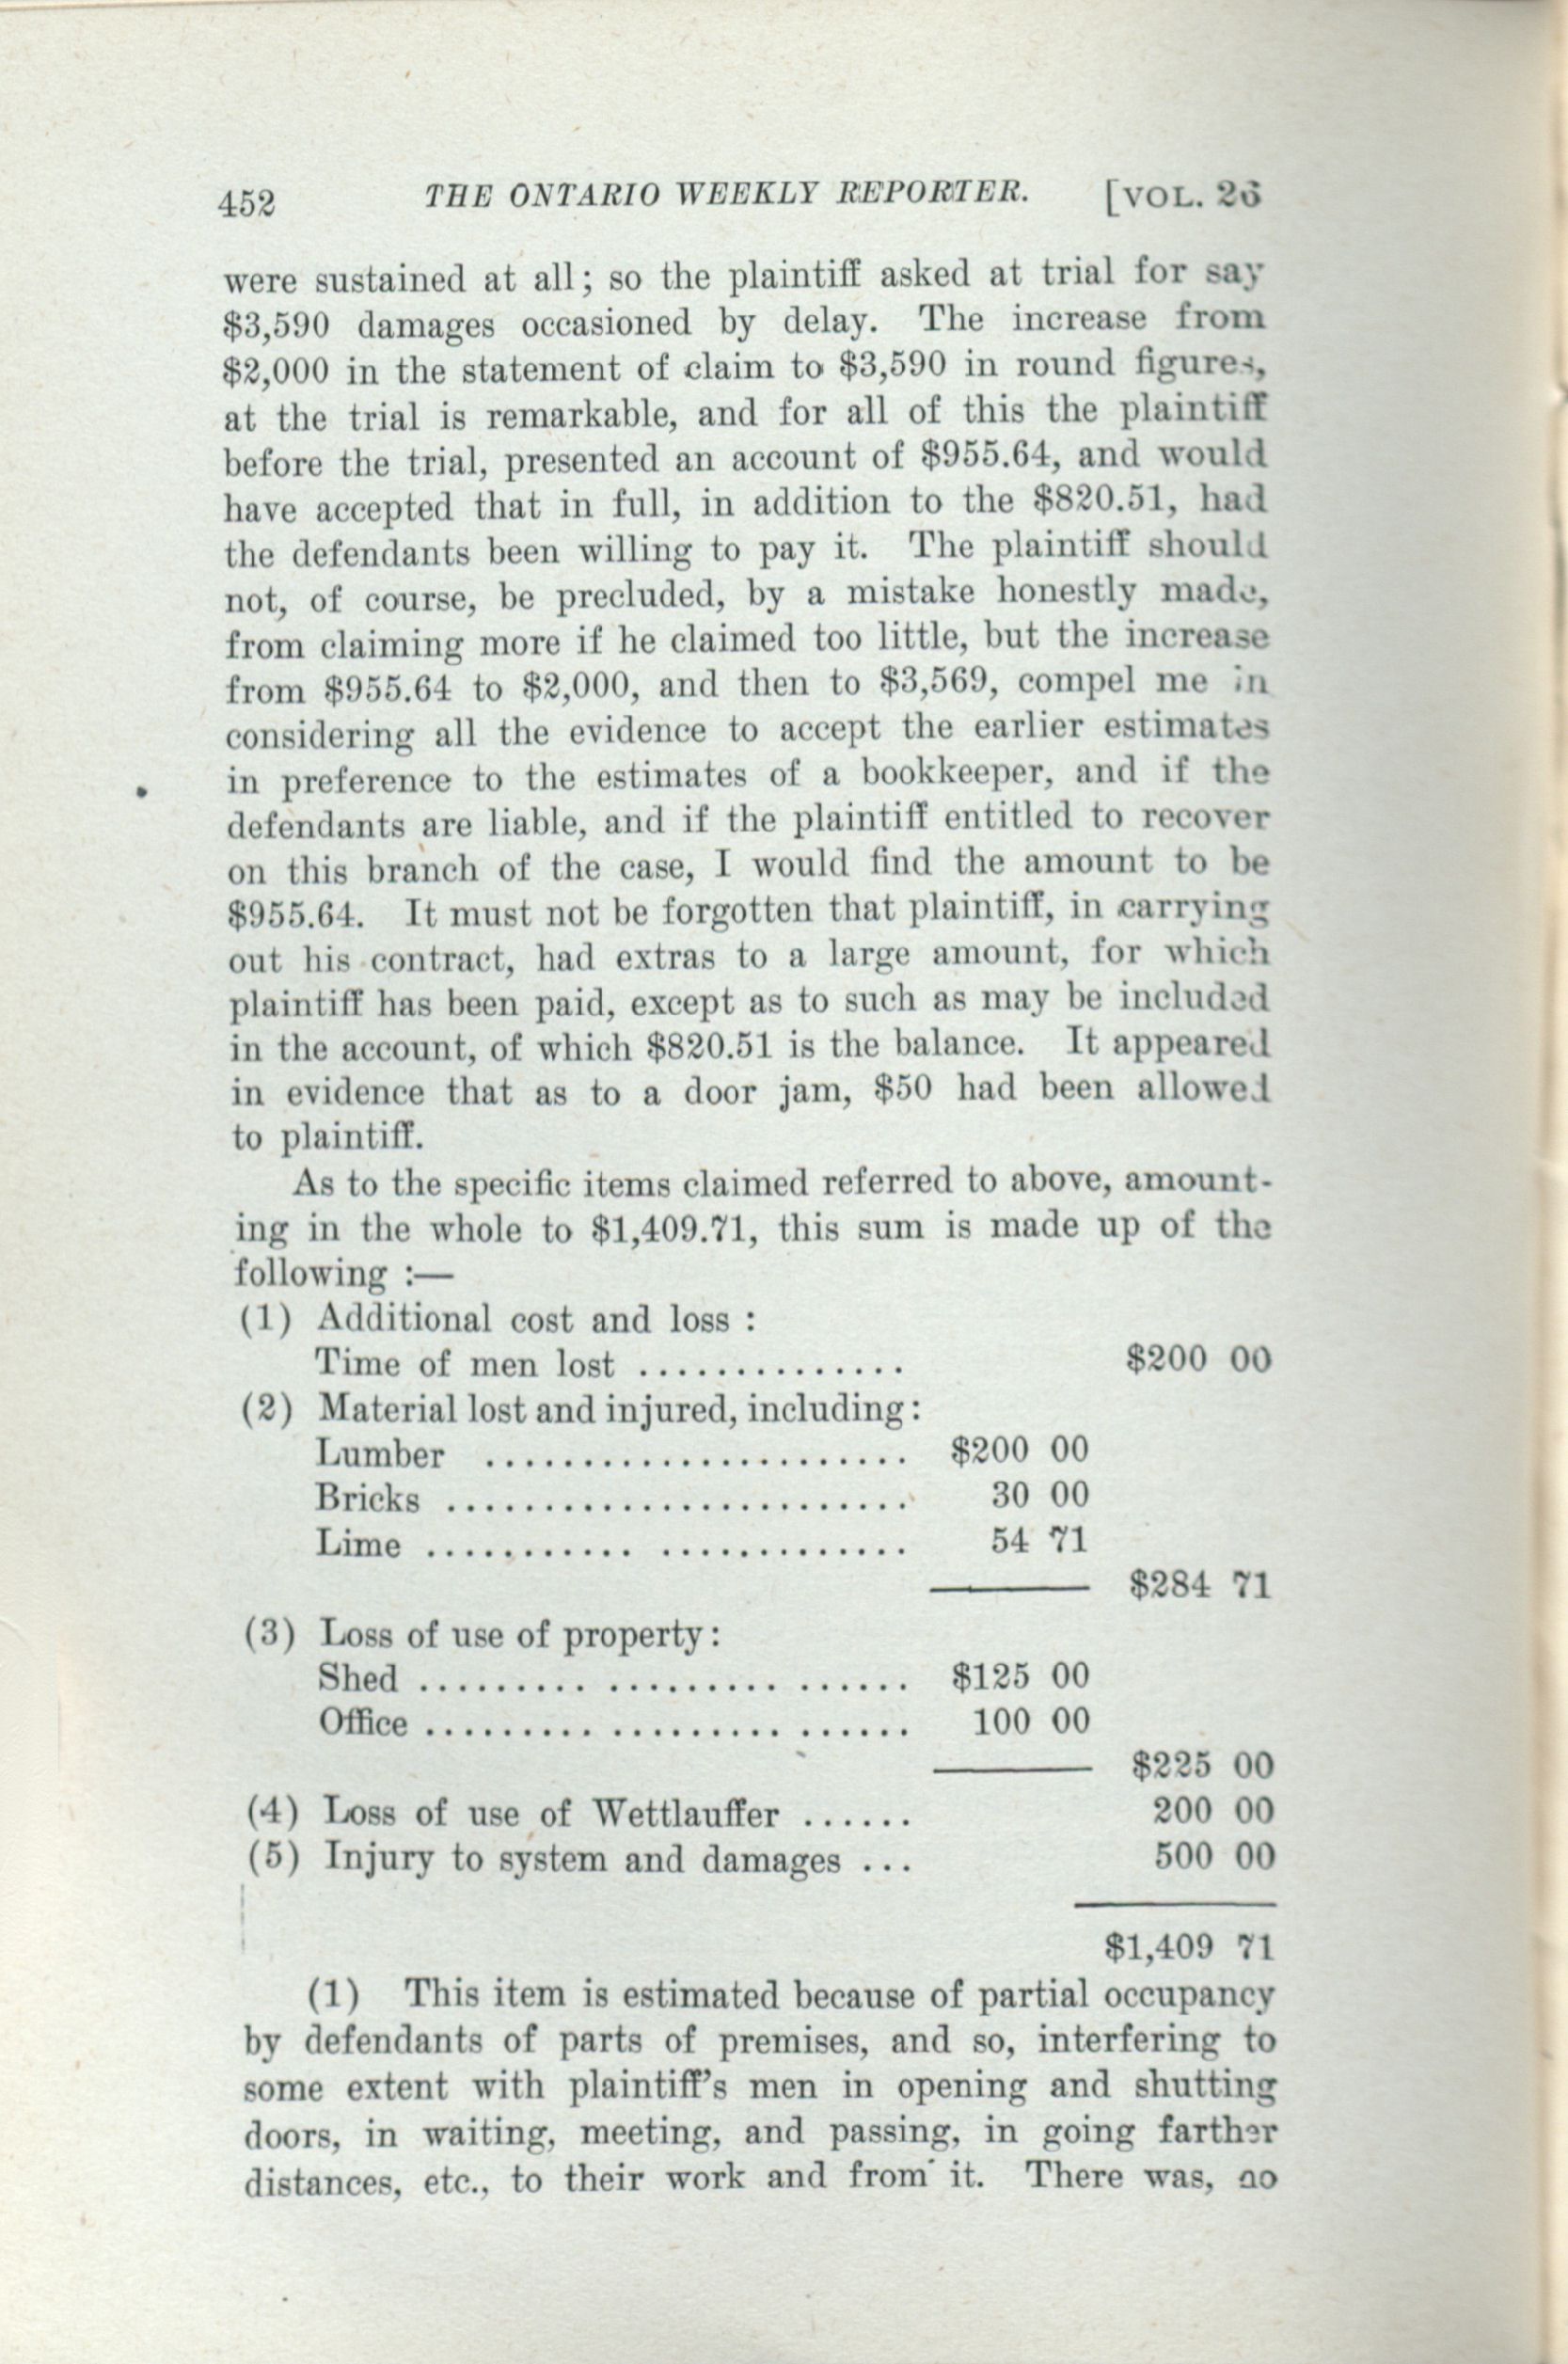 452 THE ONTARIO WEEKLY REPORTER. [VOL. 26
were sustained at all; so the plaintiff asked at trial for say
$3,590 damages occasioned by delay. The increase from
$2,000 in the statement of claim to $3,590 in round figures,
at the trial is remarkable, and for all of this the plaintiff
before the trial, presented an account of $955.64, and would
have accepted that in full, in addition to the $820.51, had
the defendants been willing to pay it. The plaintiff should
not, of course, be precluded, by a mistake honestly made,
from claiming more if he claimed too little, but the increase
from $955.64 to $2,000, and then to $3,569, compel me in
considering all the evidence to accept the earlier estimates
in preference to the estimates of a bookkeeper, and if the
defendants are liable, and if the plaintiff entitled to recover
on this branch of the case, I would find the amount to be
$955.64. It must not be forgotten that plaintiff, in carrying
out his contract, had extras to a large amount, for which
plaintiff has been paid, except as to such as may be included
in the account, of which $820.51 is the balance. It appeared
in evidence that as to a door jam, $50 had been allowed
to plaintiff.
As to the specific items claimed referred to above, amount-
ing in the whole to $1,409.71, this sum is made up of the
following :—
(1) Additional cost and loss :
Time of men lost .............. $200 00
(2) Material lost and injured, including:
Lumber ...................... $200 00
Bricks ........................ 30 00
Lime ........... ............. 54 71
$284 71
(3) Loss of use of property:
Shed ......... ......... ...... $125 00
Office ......... ......... ...... 100 00
$225 00
(4) Loss of use of Wettlauffer ...... 200 00
(5) Injury to system and damages ... 500 00
$1,409 71
(1) This item is estimated because of partial occupancy
by defendants of parts of premises, and so, interfering to
some extent with plaintiff's men in opening and shutting
doors, in waiting, meeting, and passing, in going farther
distances, etc., to their work and from it. There was, no